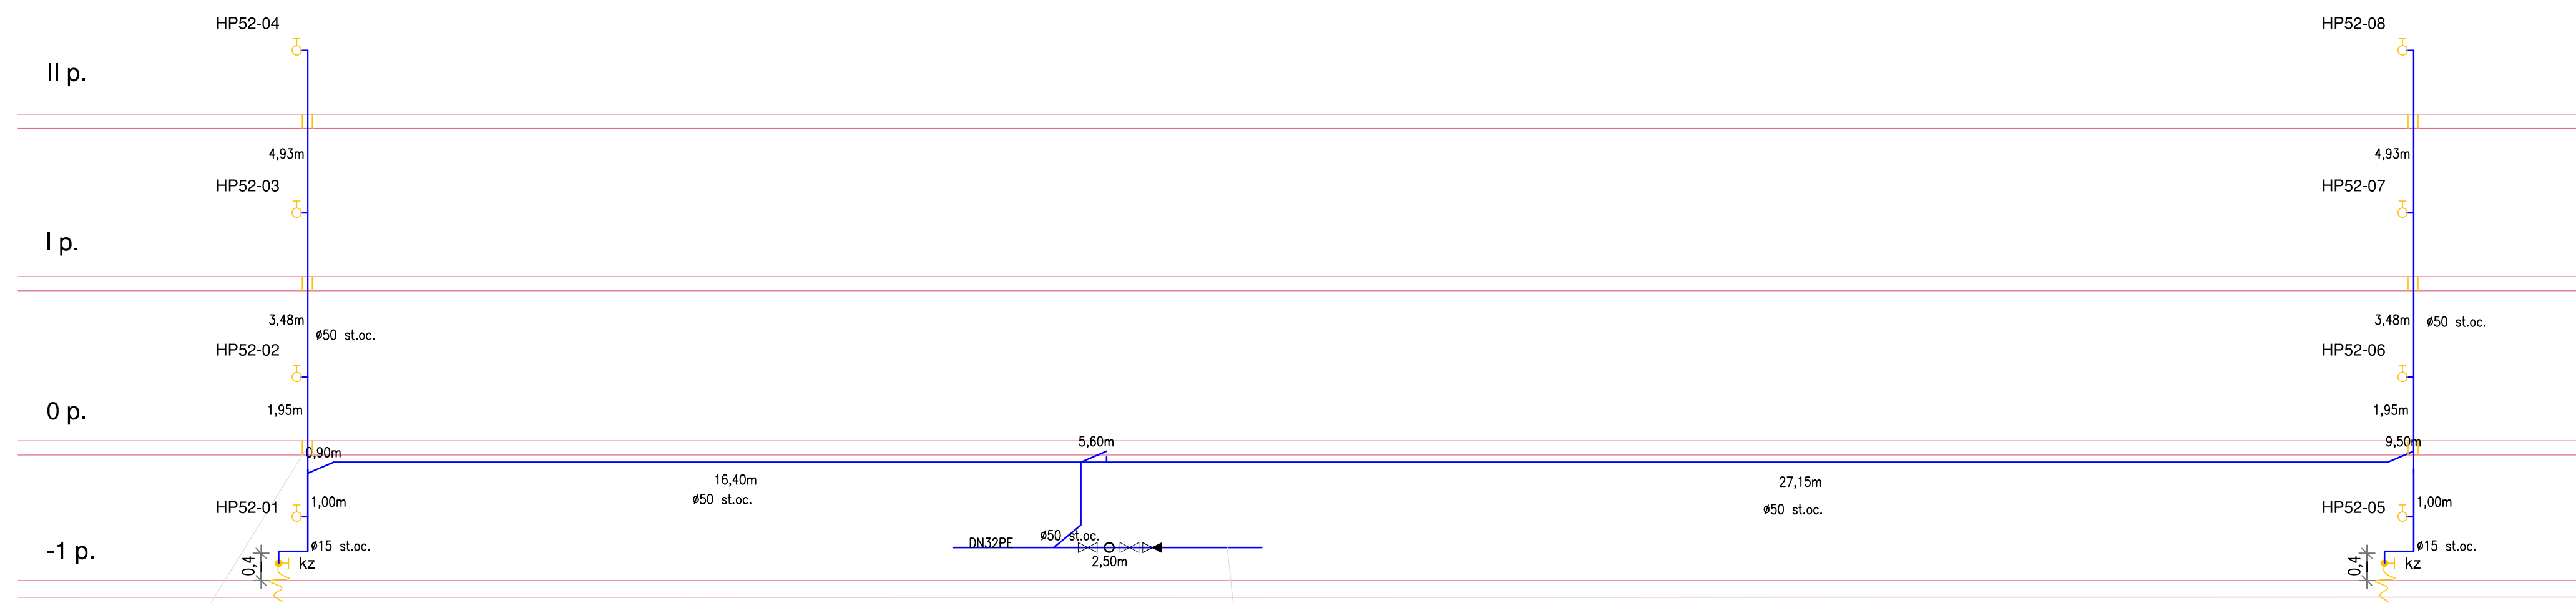 HP52-04
HP52-08
II p.
4,93m
4,93m
HP52-03
HP52-07
I p.
3,48m
ø50 st.oc.
3,48m
ø50 st.oc.
HP52-02
HP52-06
0 p.
1,95m
1,95m
0,90m
5,60m
9,50m
16,40m
ø50 st.oc.
27,15m
ø50 st.oc.
HP52-01
1,00m
HP52-05
1,00m
-1 p.
ø15 st.oc.
DN32PE
ø50 st.oc.
2,50m
ø15 st.oc.
0,4
kz
0,4
kz